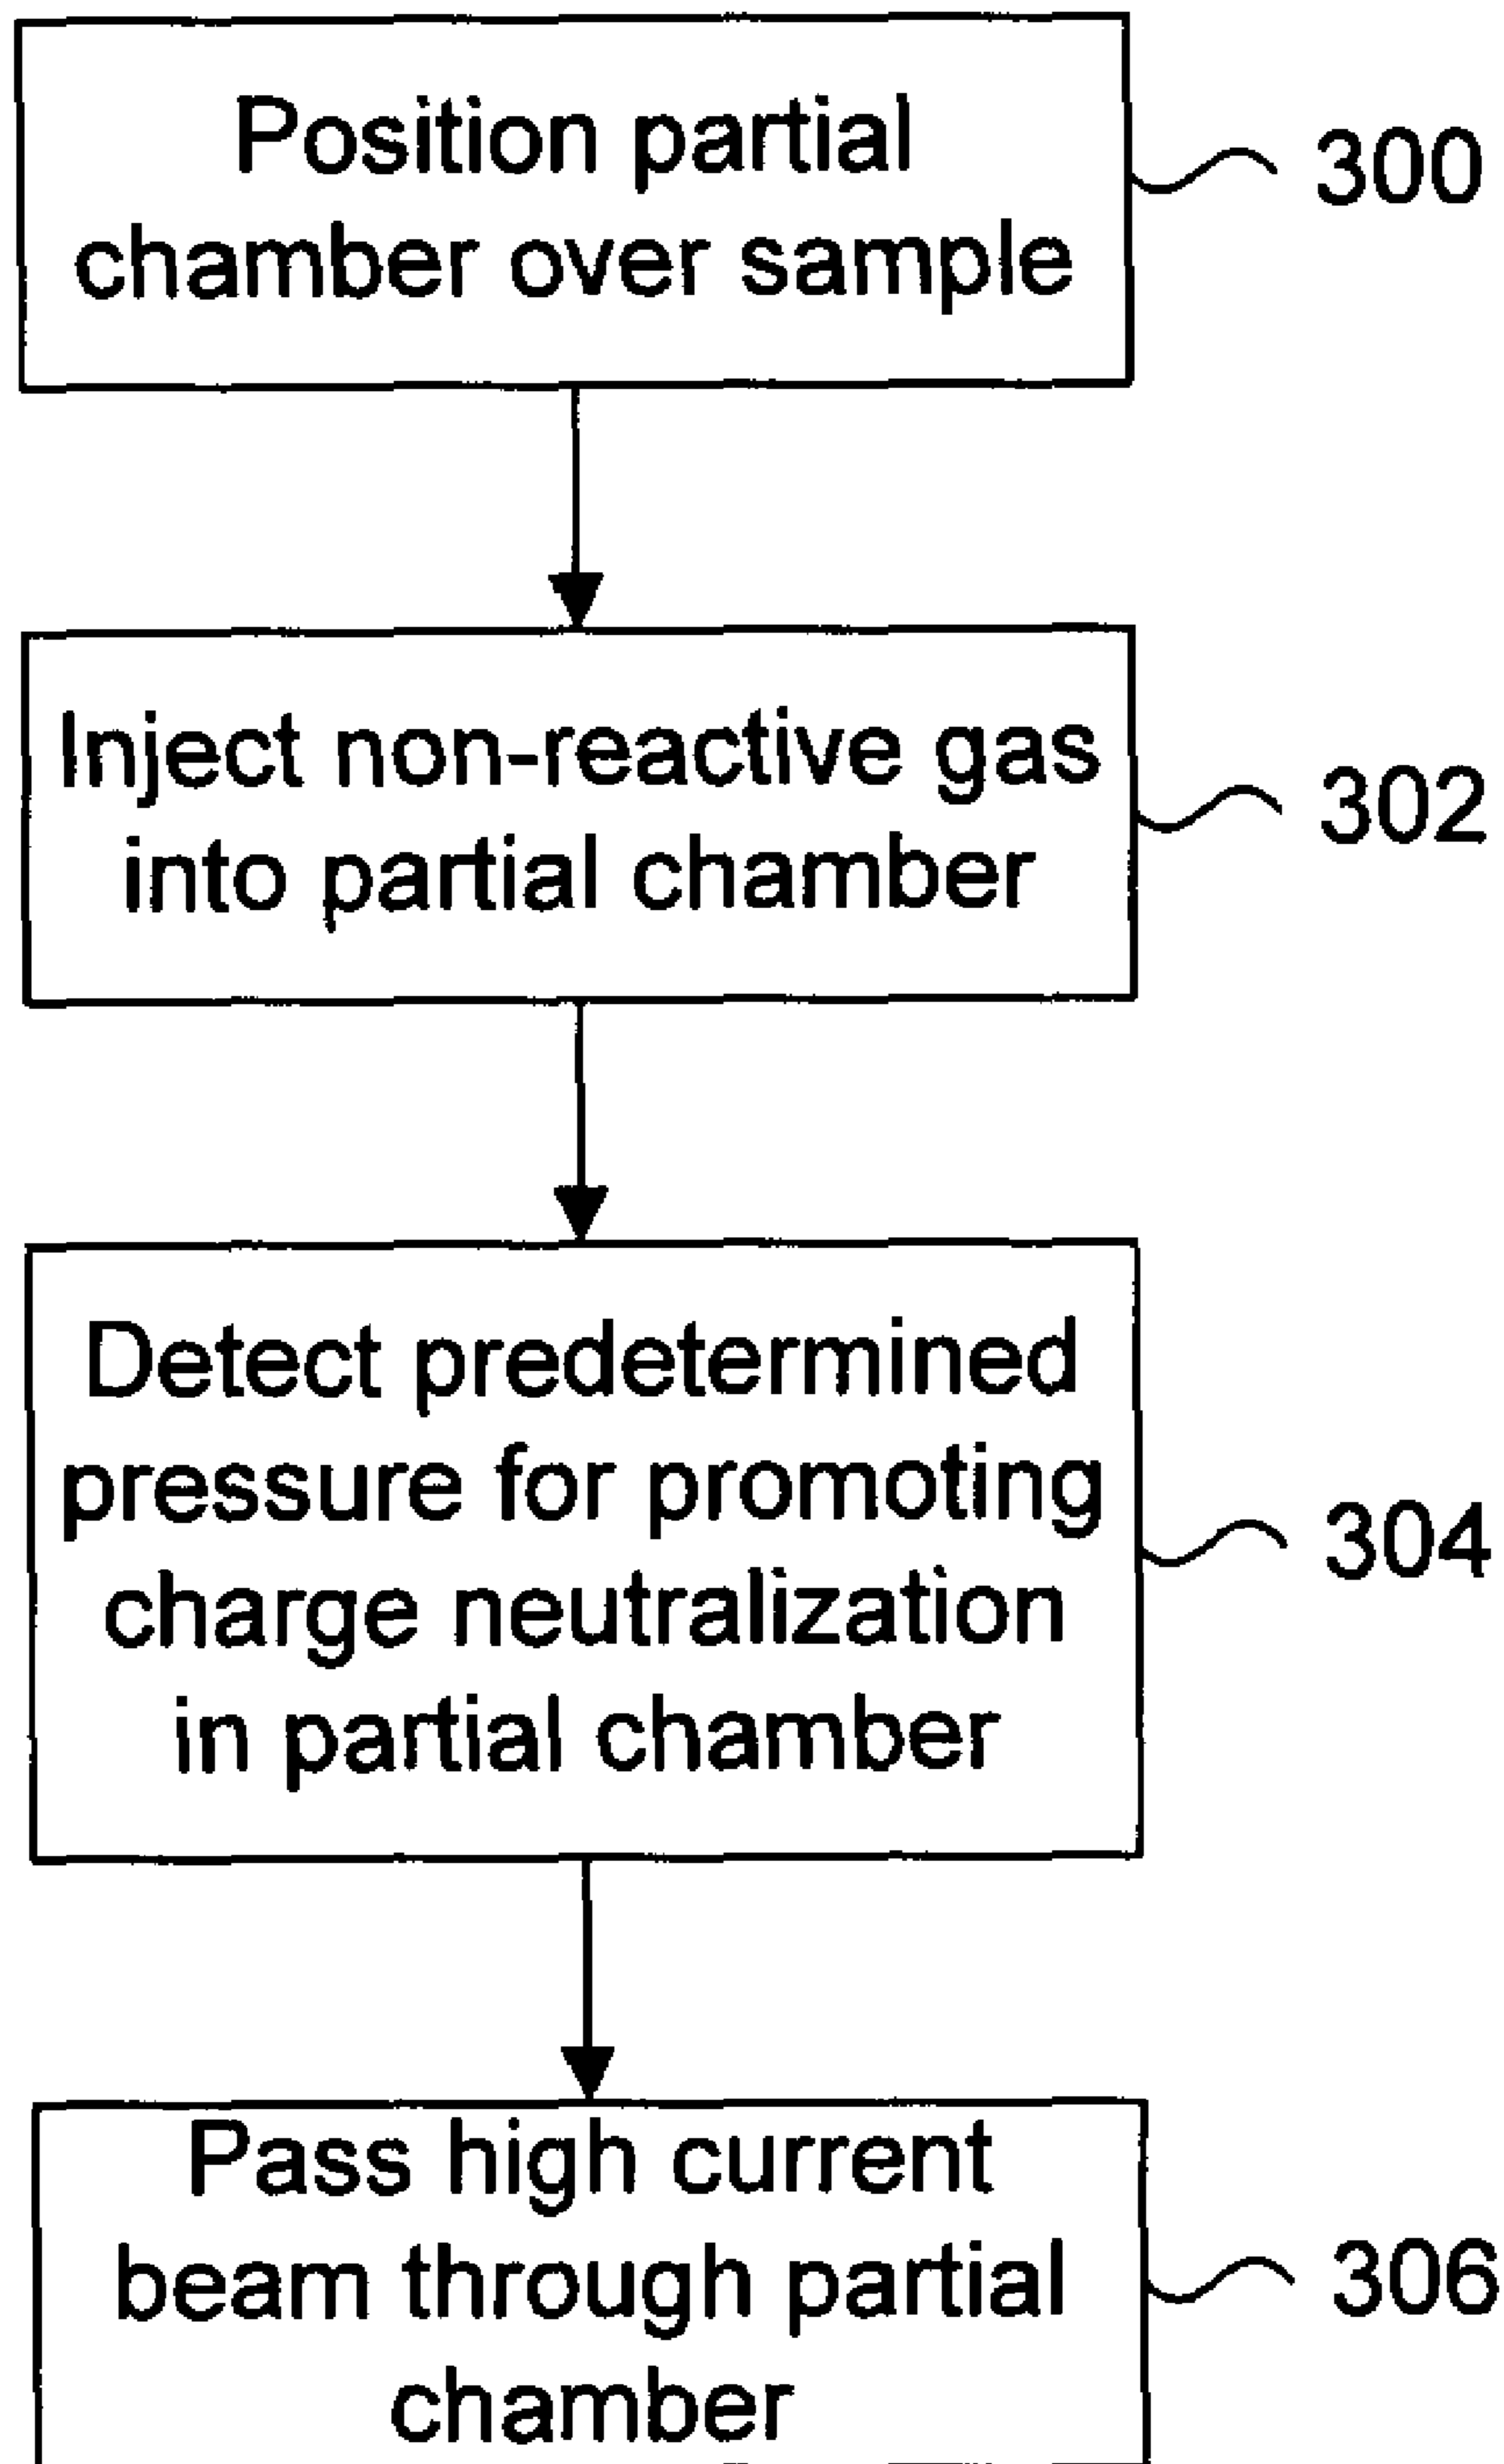 Position partial
chamber over sample
300
Inject non-reactive gas
into partial chamber
302
Detect predetermined
pressure for promoting
charge neutralization
in partial chamber
304
Pass high current
beam through partial
chamber
306